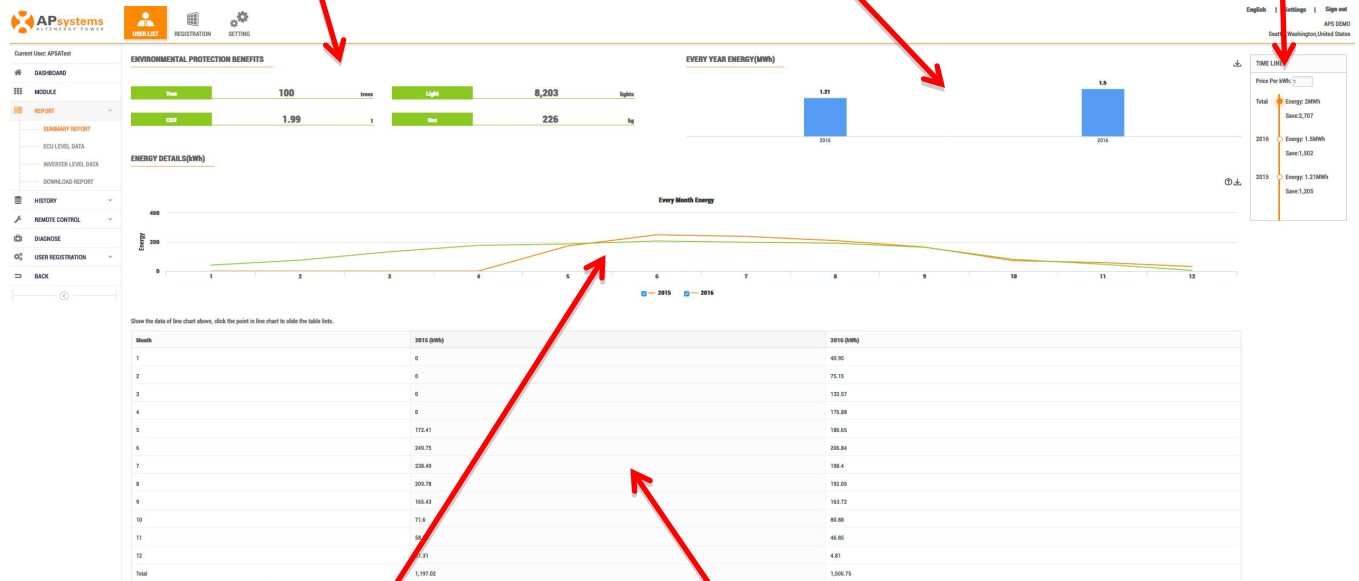 APsystems
ALTENERGY POWER
USER LIST
REGISTRATION
SETTING
English | Settings | Sign out
APS DEMO
Washington,United States
Current User: APSATest
DASHBOARD
MODULE
REPORT
SUMMARY REPORT
ECU LEVEL DATA
INVERTER LEVEL DATA
DOWNLOAD REPORT
HISTORY
REMOTE CONTROL
DIAGNOSE
USER REGISTRATION
BACK
ENVIRONMENTAL PROTECTION BENEFITS
Tree 100 trees
Light 8,203 lights
CO2 1.99 t
Gas 226 kg
EVERY YEAR ENERGY(MWh)
1.21
1.5
2015
2016
TIME LINE
Price Per kWh:
Total Energy: 2MWh
Save:2,707
2016 Energy: 1.5MWh
Save:1,502
2015 Energy: 1.21MWh
Save:1,205
ENERGY DETAILS(kWh)
Every Month Energy
Energy
400
200
0
1 2 3 4 5 6 7 8 9 10 11 12
2015 2016
Show the data of line chart above, click the point in line chart to slide the table lists.
Month 2015 (kWh) 2016 (kWh)
1 0 40.95
2 0 75.15
3 0 132.57
4 0 175.88
5 172.41 186.65
6 249.75 206.84
7 238.49 198.4
8 209.78 192.05
9 165.43 163.72
10 71.6 80.88
11 46.85
12 4.81
Total 1,197.02 1,505.75